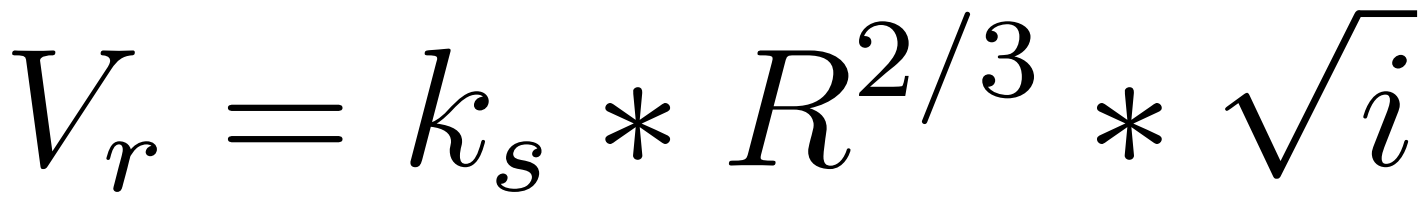 V_r = k_s * R^{2/3} * \sqrt{i}